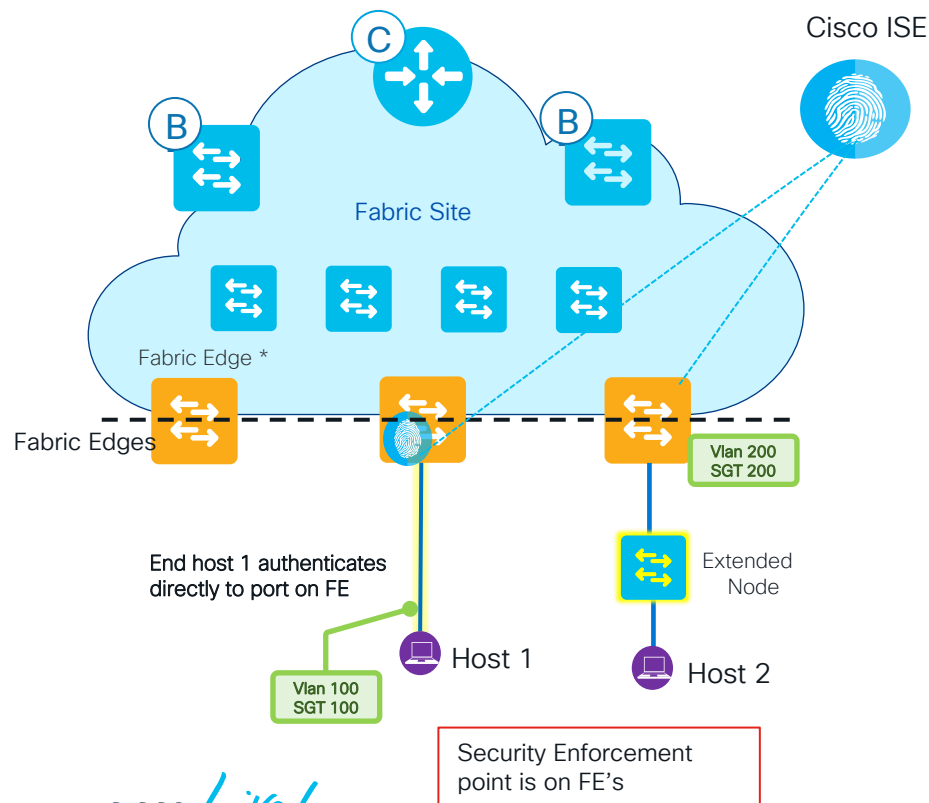 Cisco ISE
C
B
B
Fabric Site
Fabric Edge *
Fabric Edges
Vlan 200
SGT 200
End host 1 authenticates
directly to port on FE
Extended
Node
Host 1
Host 2
Vlan 100
SGT 100
Security Enforcement
point is on FE's